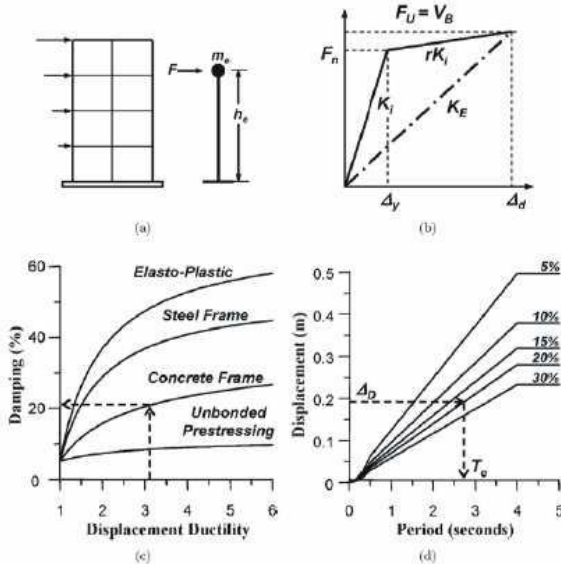 (a)
F
m_e
h_e
F_U = V_B
F_n
rK_i
K_i
K_E
Δ_y
Δ_d
(b)
60
40
20
0
Damping (%)
Elasto-Plastic
Steel Frame
Concrete Frame
Unbonded
Prestressing
1 2 3 4 5 6
Displacement Ductility
(c)
0.5
0.4
0.3
0.2
0.1
0
Displacement (m)
5%
10%
15%
20%
30%
Δ_D
T_e
0 1 2 3 4 5
Period (seconds)
(d)